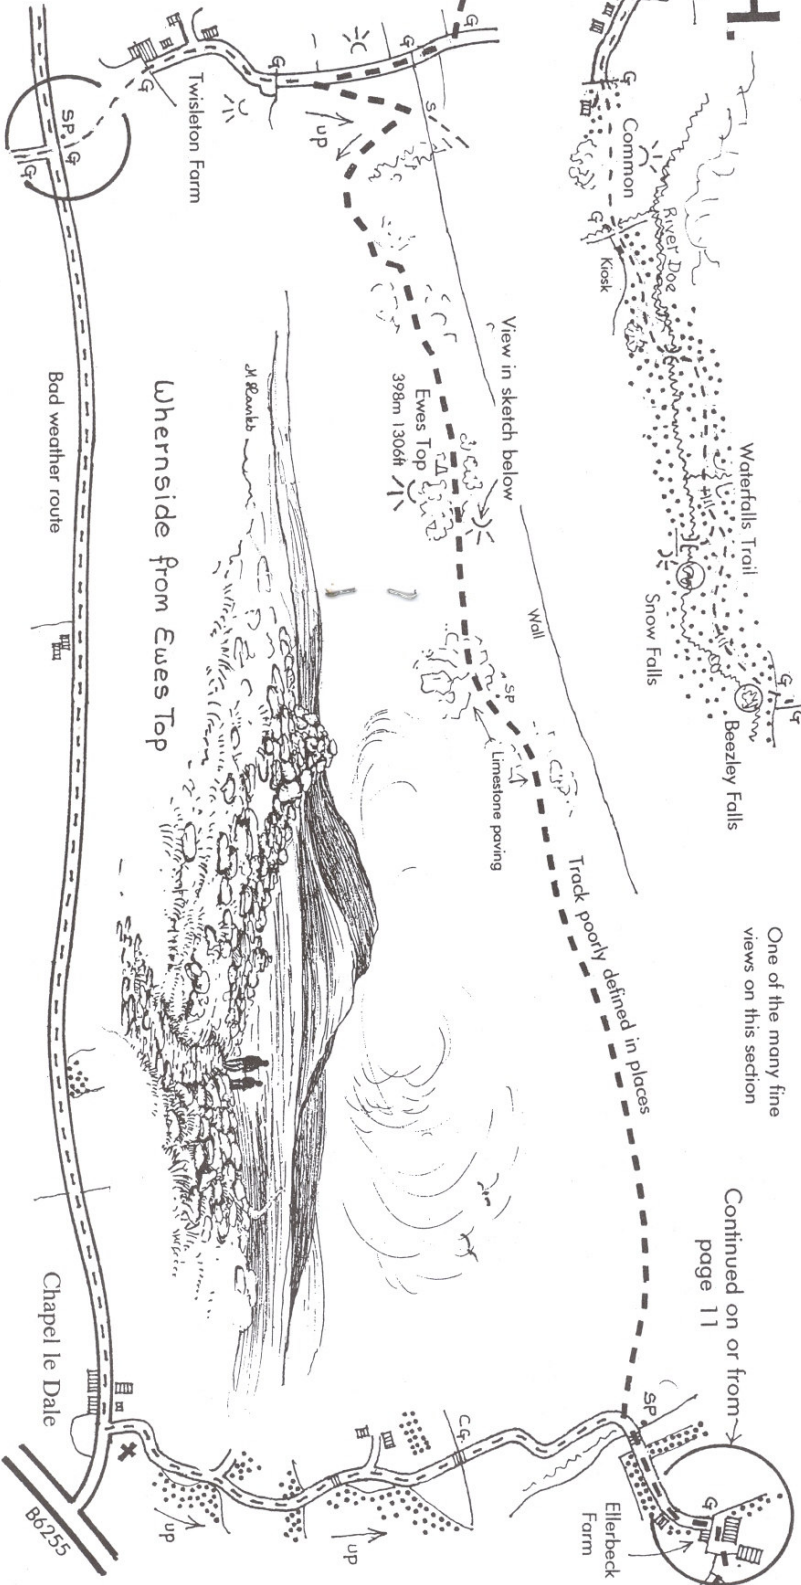 H.
G
Common
River Doe
G
Kiosk
Waterfalls Trail
Snow Falls
G
G
Beezley Falls
One of the many fine
views on this section
Continued on or from
page 11
G
G
S
G
up
View in sketch below
Ewes Top
398m 1306ft
Wall
SP
Limestone paving
Track poorly defined in places
SP
G
Ellerbeck
Farm
C.G.
up
up
G
Twisleton Farm
SP
G
G
Whernside from Ewes Top
Bad weather route
Chapel le Dale
B6255